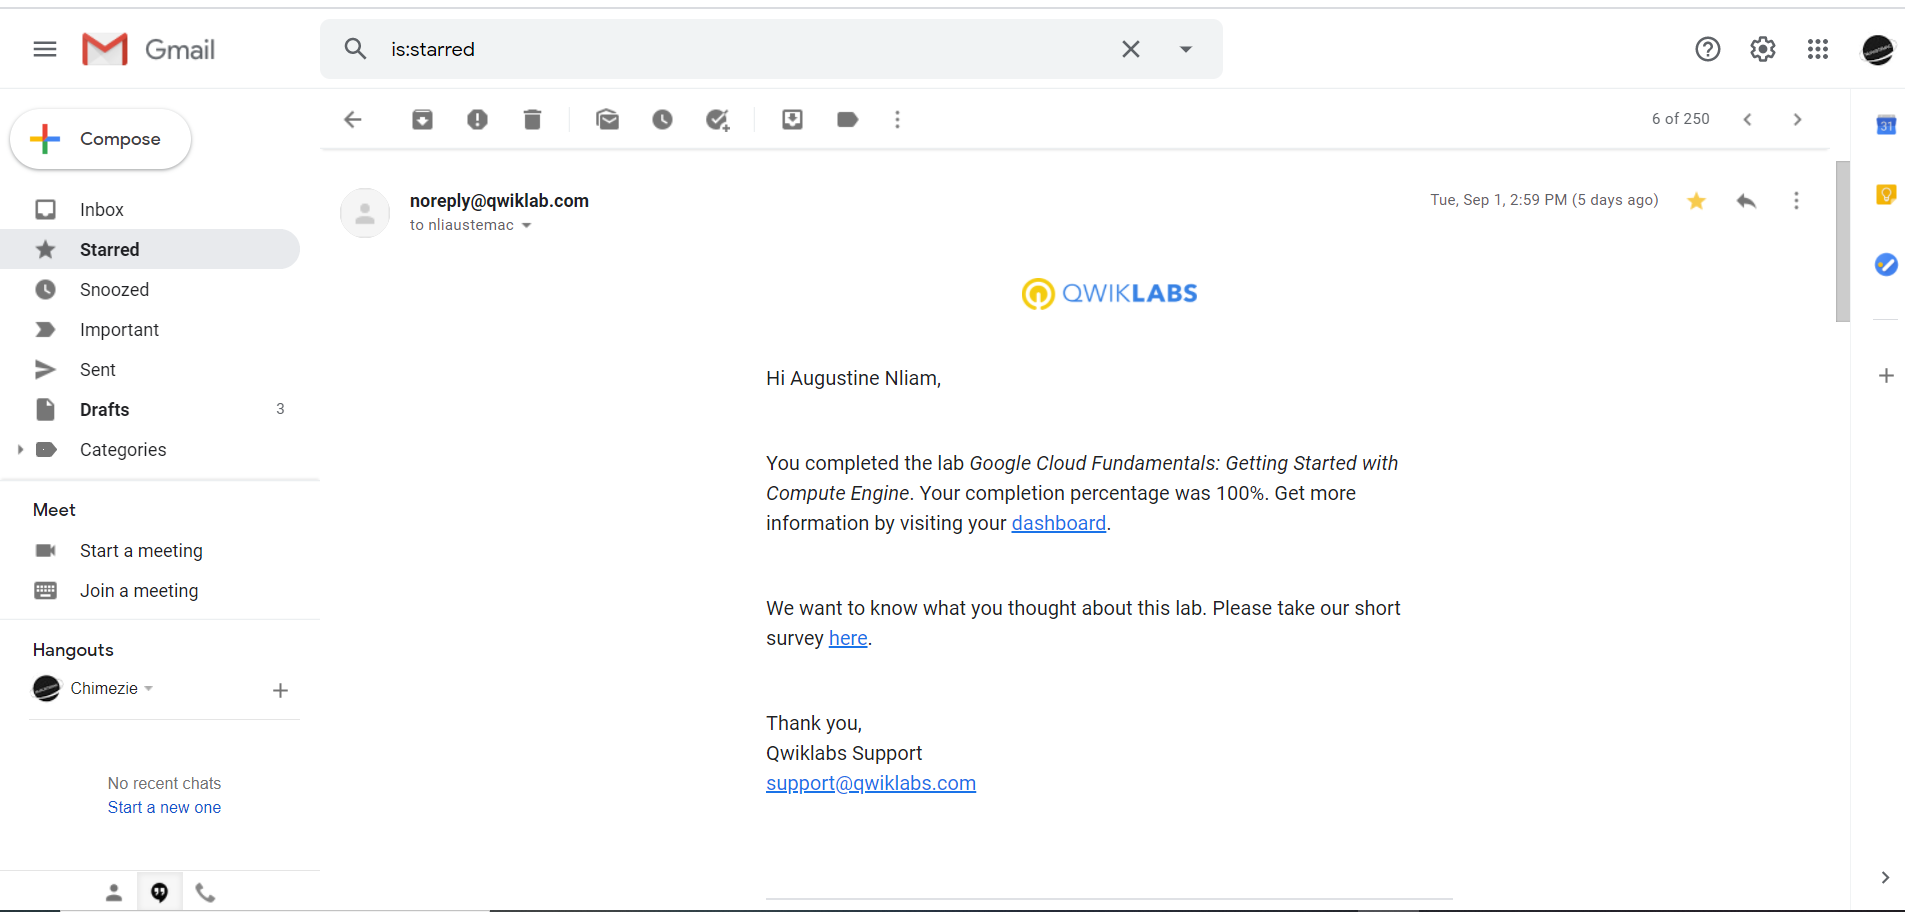 Gmail
is:starred
Compose
6 of 250
31
Inbox
Starred
Snoozed
Important
Sent
Drafts 3
Categories
Meet
Start a meeting
Join a meeting
Hangouts
Chimezie
No recent chats
Start a new one
noreply@qwiklab.com
Tue, Sep 1, 2:59 PM (5 days ago)
to nliaustemac
QWIKLABS
Hi Augustine Nliam,
You completed the lab Google Cloud Fundamentals: Getting Started with
Compute Engine. Your completion percentage was 100%. Get more
information by visiting your dashboard.
We want to know what you thought about this lab. Please take our short
survey here.
Thank you,
Qwiklabs Support
support@qwiklabs.com